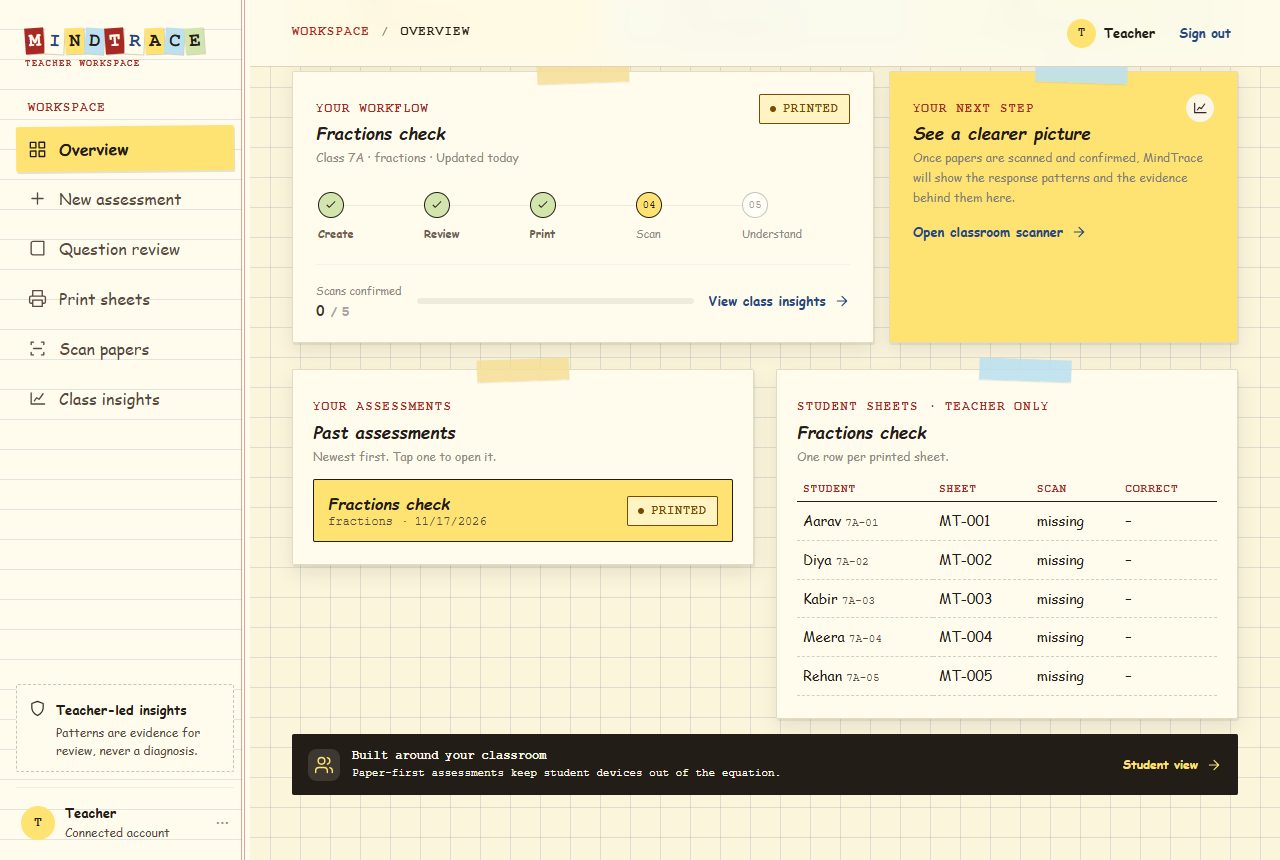 MINDTRACE
TEACHER WORKSPACE
WORKSPACE
Overview
New assessment
Question review
Print sheets
Scan papers
Class insights
Teacher-led insights
Patterns are evidence for
review, never a diagnosis.
T
Teacher
Connected account
...
WORKSPACE / OVERVIEW
T
Teacher
Sign out
YOUR WORKFLOW
PRINTED
Fractions check
Class 7A · fractions · Updated today
04
05
Create
Review
Print
Scan
Understand
Scans confirmed
0 / 5
View class insights →
YOUR NEXT STEP
See a clearer picture
Once papers are scanned and confirmed, MindTrace
will show the response patterns and the evidence
behind them here.
Open classroom scanner →
YOUR ASSESSMENTS
Past assessments
Newest first. Tap one to open it.
Fractions check
fractions · 11/17/2026
PRINTED
STUDENT SHEETS · TEACHER ONLY
Fractions check
One row per printed sheet.
STUDENT SHEET SCAN CORRECT
Aarav 7A-01 MT-001 missing –
Diya 7A-02 MT-002 missing –
Kabir 7A-03 MT-003 missing –
Meera 7A-04 MT-004 missing –
Rehan 7A-05 MT-005 missing –
Built around your classroom
Paper-first assessments keep student devices out of the equation.
Student view →